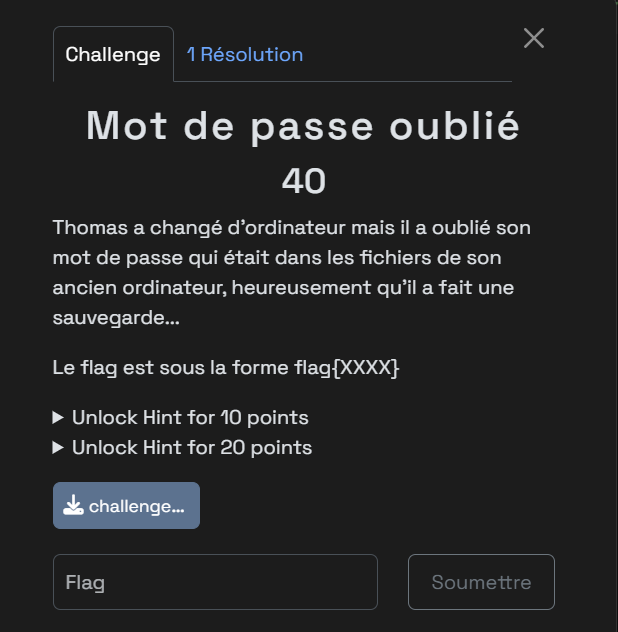 Challenge
1 Résolution
Mot de passe oublié
40
Thomas a changé d'ordinateur mais il a oublié son
mot de passe qui était dans les fichiers de son
ancien ordinateur, heureusement qu'il a fait une
sauvegarde...
Le flag est sous la forme flag{XXXX}
Unlock Hint for 10 points
Unlock Hint for 20 points
challenge...
Flag
Soumettre